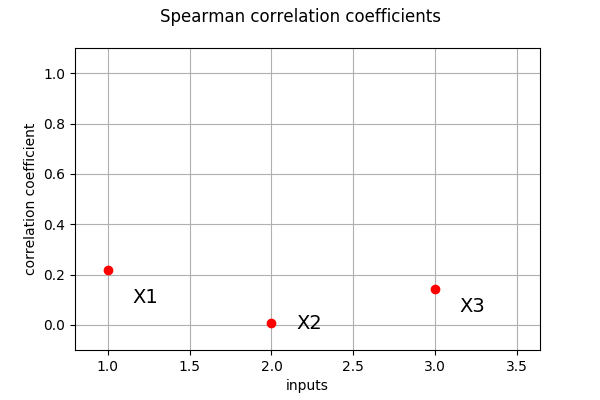 Spearman correlation coefficients
correlation coefficient
1.0
0.8
0.6
0.4
0.2
0.0
X1
X2
X3
1.0 1.5 2.0 2.5 3.0 3.5
inputs